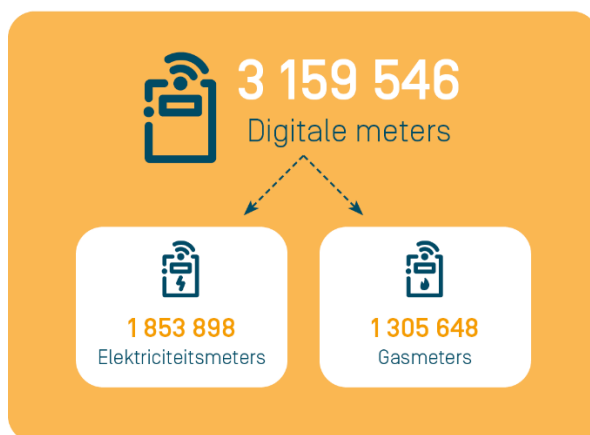 3 159 546
Digitale meters
1 853 898
Elektriciteitsmeters
1 305 648
Gasmeters